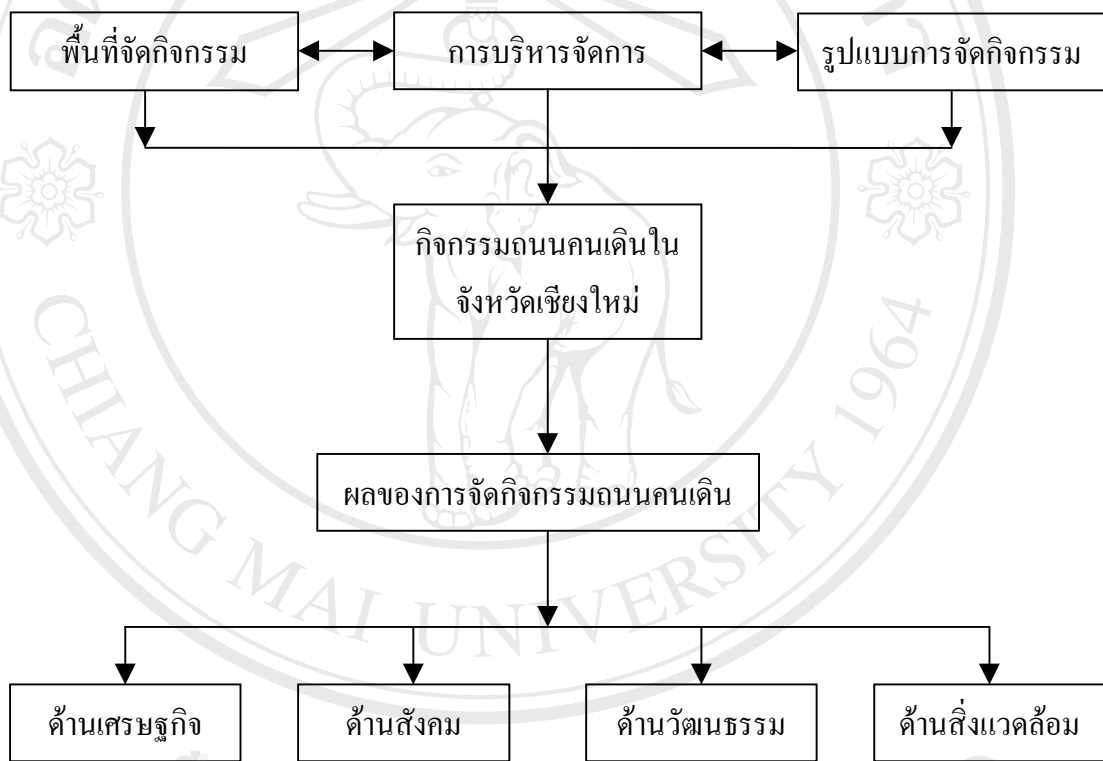 พื้นที่จัดกิจกรรม
การบริหารจัดการ
รูปแบบการจัดกิจกรรม
กิจกรรมถนนคนเดินใน
จังหวัดเชียงใหม่
ผลของการจัดกิจกรรมถนนคนเดิน
ด้านเศรษฐกิจ
ด้านสังคม
ด้านวัฒนธรรม
ด้านสิ่งแวดล้อม
CHIANG MAI UNIVERSITY 1964